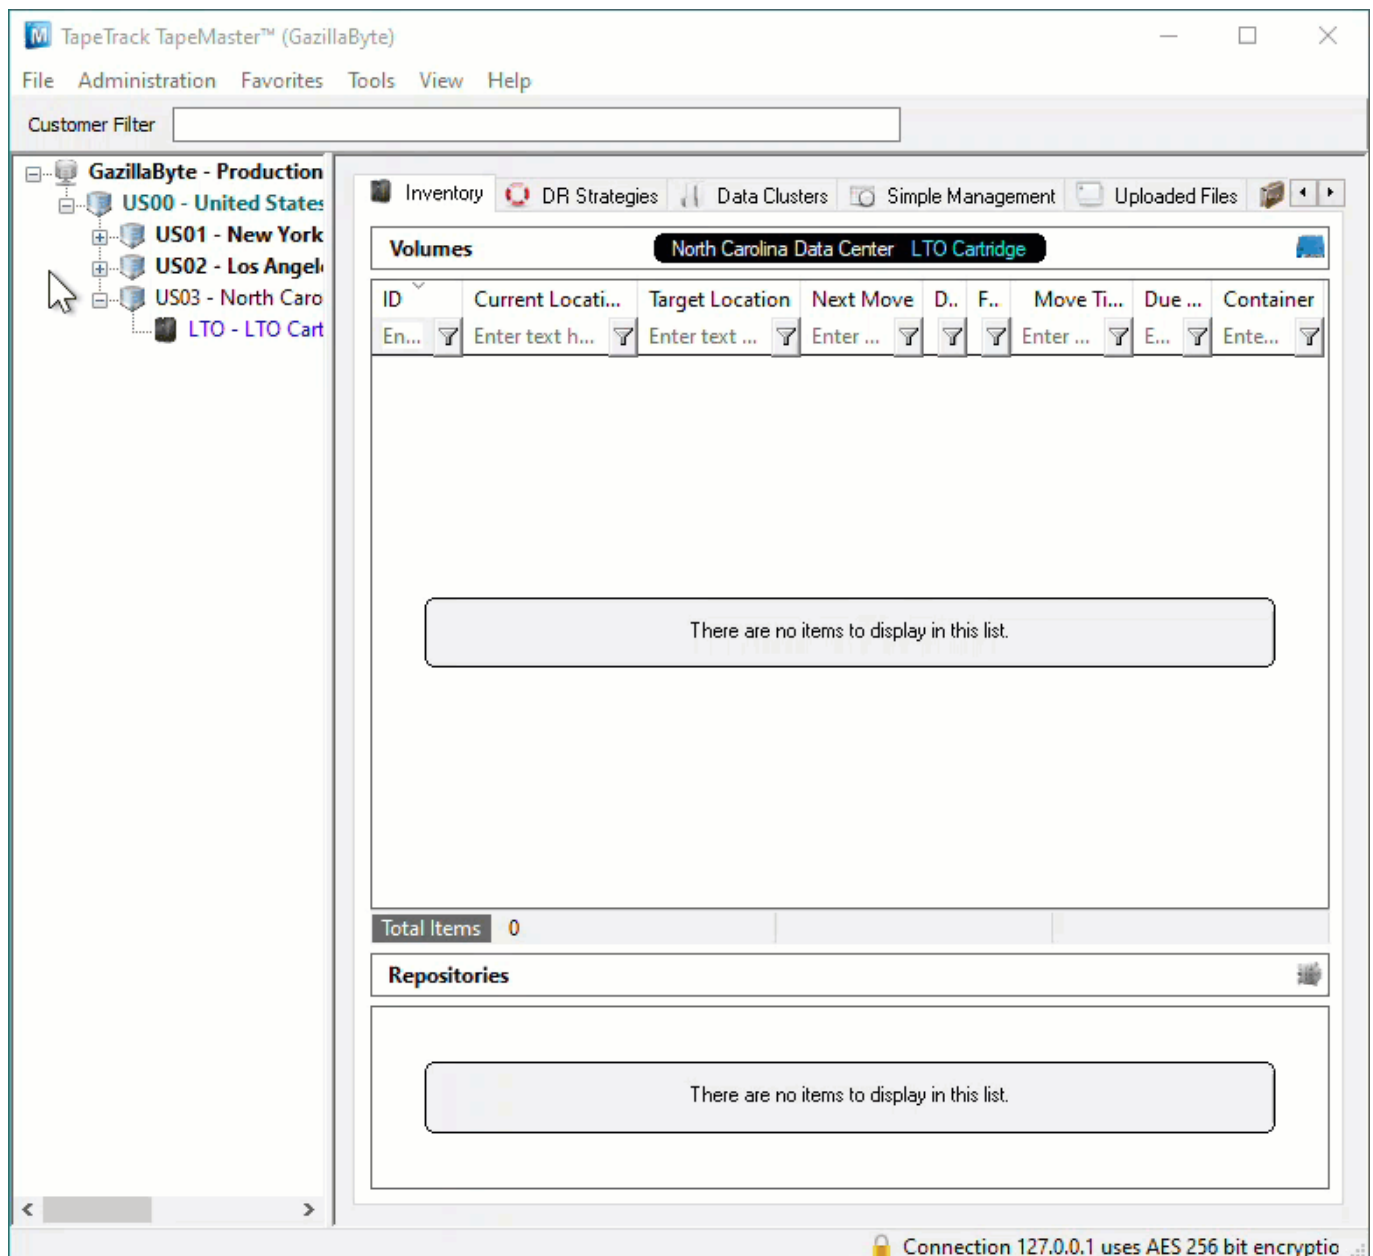 TapeTrack TapeMaster™ (GazillaByte)
File Administration Favorites Tools View Help
Customer Filter
GazillaByte - Production
US00 - United States
US01 - New York
US02 - Los Angel
US03 - North Caro
LTO - LTO Cart
Inventory DR Strategies Data Clusters Simple Management Uploaded Files
Volumes North Carolina Data Center LTO Cartridge
ID Current Locati... Target Location Next Move D.. F.. Move Ti... Due ... Container
En... Enter text h... Enter text ... Enter ... Enter ... E... Ente...
There are no items to display in this list.
Total Items 0
Repositories
There are no items to display in this list.
Connection 127.0.0.1 uses AES 256 bit encryptio